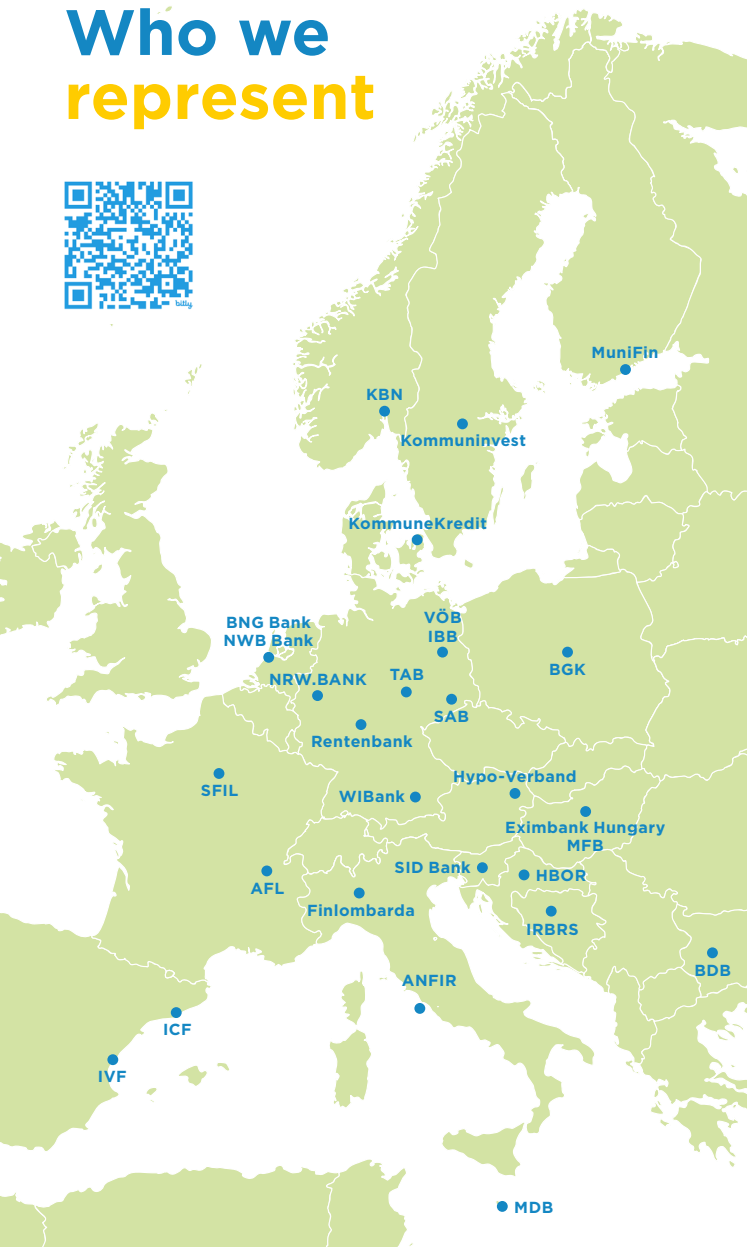 Who we
represent
bitly
MuniFin
KBN
Kommuninvest
KommuneKredit
BNG Bank
NWB Bank
VÖB
IBB
BGK
NRW.BANK
TAB
SAB
Rentenbank
SFIL
Hypo-Verband
WIBank
Eximbank Hungary
MFB
SID Bank
HBOR
AFL
Finlombarda
IRBRS
BDB
ANFIR
ICF
IVF
MDB